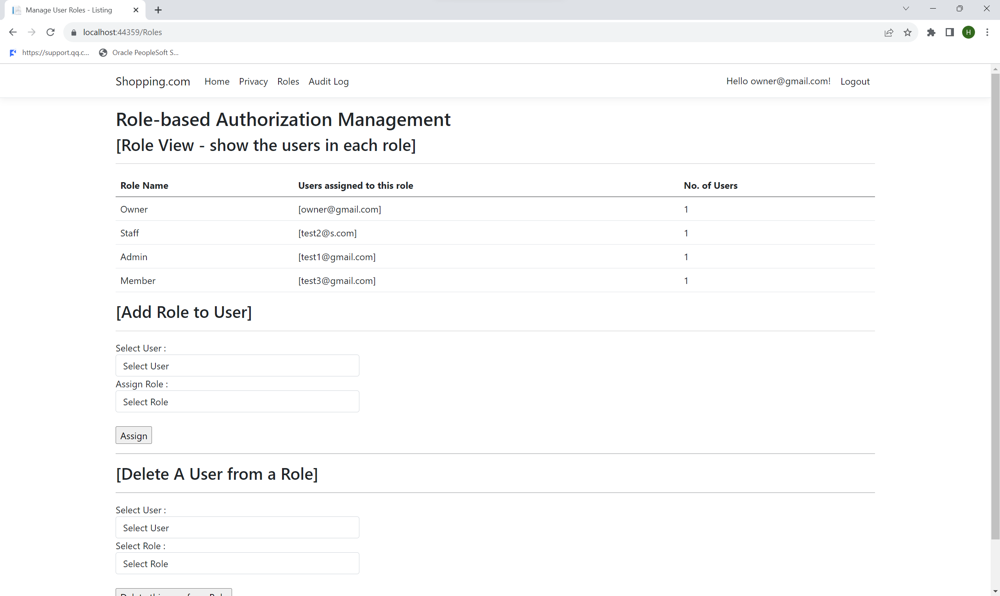 Manage User Roles - Listing
localhost:44359/Roles
H
https://support.qq.c...
Oracle PeopleSoft S...
Shopping.com Home Privacy Roles Audit Log Hello owner@gmail.com! Logout
Role-based Authorization Management
[Role View - show the users in each role]
Role Name Users assigned to this role No. of Users
Owner [owner@gmail.com] 1
Staff [test2@s.com] 1
Admin [test1@gmail.com] 1
Member [test3@gmail.com] 1
[Add Role to User]
Select User :
Select User
Assign Role :
Select Role
Assign
[Delete A User from a Role]
Select User :
Select User
Select Role :
Select Role